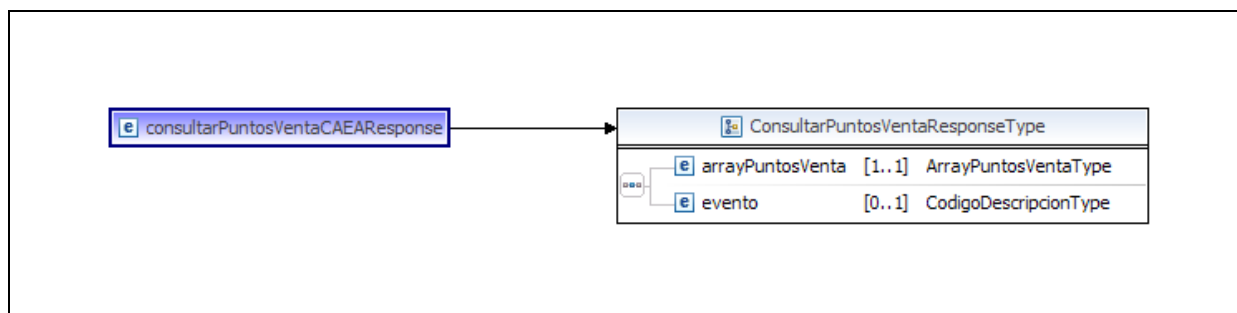 e consultarPuntosVentaCAEAResponse
ConsultarPuntosVentaResponseType
e arrayPuntosVenta [1..1] ArrayPuntosVentaType
e evento [0..1] CodigoDescripcionType